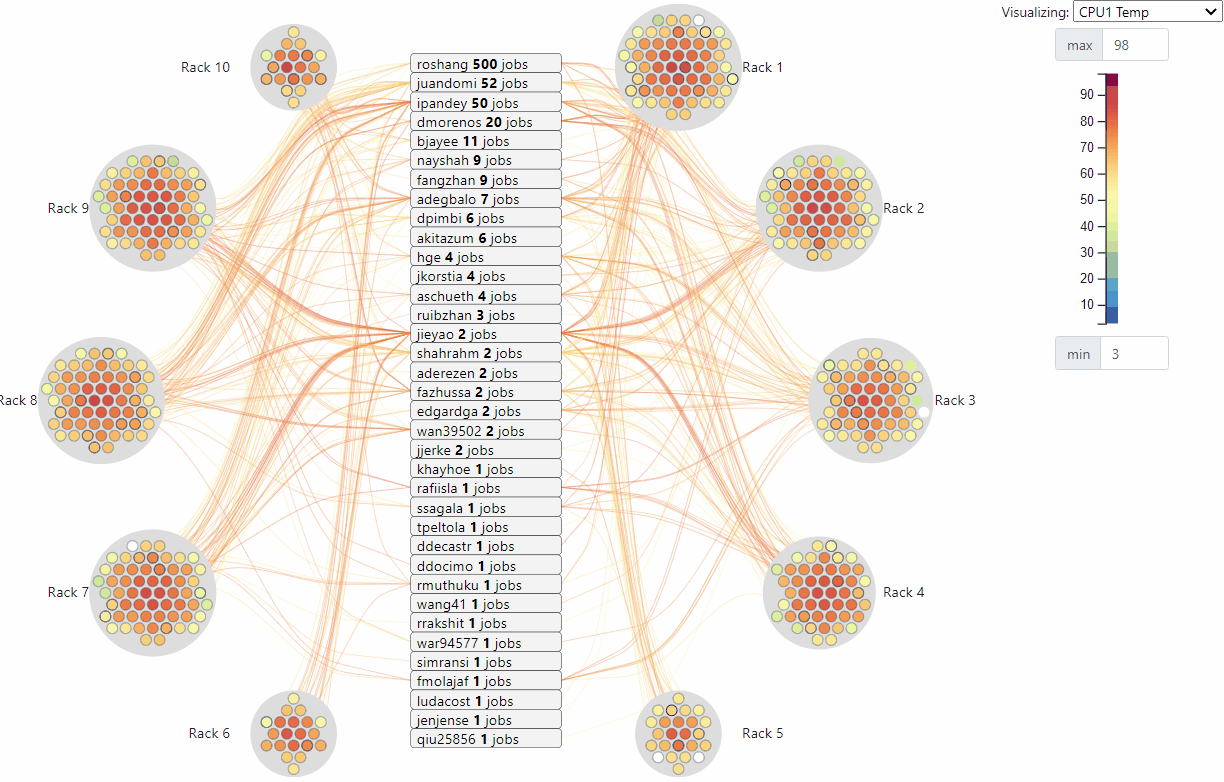 Visualizing: CPU1 Temp
max 98
90
80
70
60
50
40
30
20
10
min 3
Rack 10
Rack 1
Rack 9
Rack 2
Rack 8
Rack 3
Rack 7
Rack 4
Rack 6
Rack 5
roshang 500 jobs
juandomi 52 jobs
ipandey 50 jobs
dmorenos 20 jobs
bjayee 11 jobs
nayshah 9 jobs
fangzhan 9 jobs
adegbalo 7 jobs
dpimbi 6 jobs
akitazum 6 jobs
hge 4 jobs
jkorstia 4 jobs
aschueth 4 jobs
ruibzhan 3 jobs
jieyao 2 jobs
shahrahm 2 jobs
aderezen 2 jobs
fazhussa 2 jobs
edgardga 2 jobs
wan39502 2 jobs
jjerke 2 jobs
khayhoe 1 jobs
rafiisla 1 jobs
ssagala 1 jobs
tpeltola 1 jobs
ddecastr 1 jobs
ddocimo 1 jobs
rmuthuku 1 jobs
wang41 1 jobs
rrakshit 1 jobs
war94577 1 jobs
simransi 1 jobs
fmolajaf 1 jobs
ludacost 1 jobs
jenjense 1 jobs
qiu25856 1 jobs